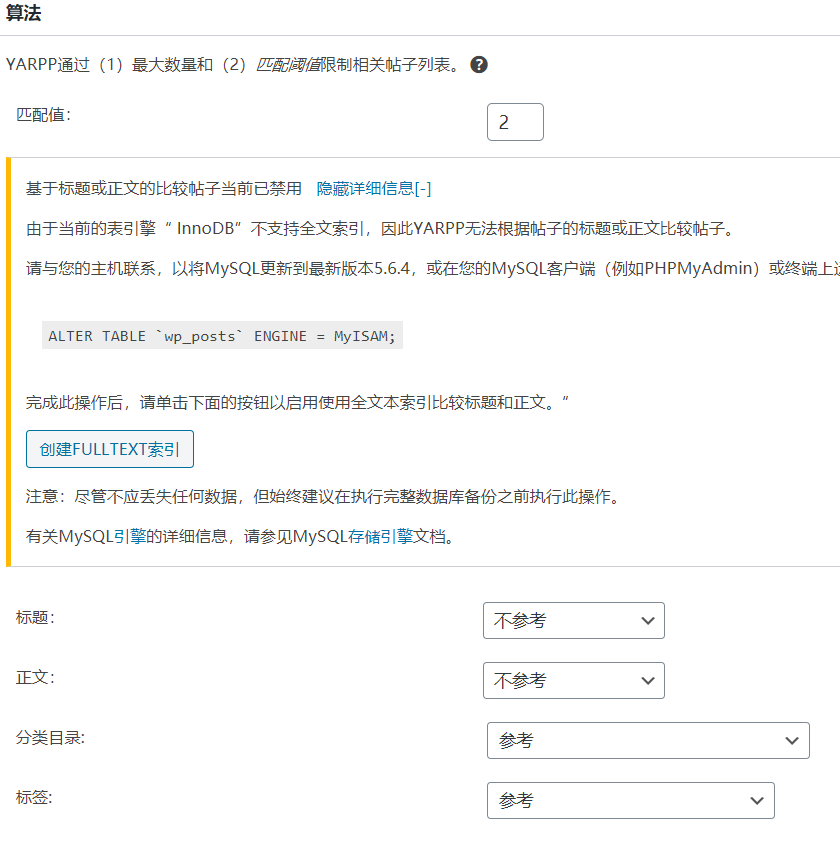 算法
YARPP通过（1）最大数量和（2）匹配阈值限制相关帖子列表。 ?
匹配值：
2
基于标题或正文的比较帖子当前已禁用 隐藏详细信息[-]
由于当前的表引擎“ InnoDB”不支持全文索引，因此YARPP无法根据帖子的标题或正文比较帖子。
请与您的主机联系，以将MySQL更新到最新版本5.6.4，或在您的MySQL客户端（例如PHPMyAdmin）或终端上
ALTER TABLE `wp_posts` ENGINE = MyISAM;
完成此操作后，请单击下面的按钮以启用使用全文本索引比较标题和正文。“
创建FULLTEXT索引
注意：尽管不应丢失任何数据，但始终建议在执行完整数据库备份之前执行此操作。
有关MySQL引擎的详细信息，请参见MySQL存储引擎文档。
标题：
不参考
正文：
不参考
分类目录:
参考
标签:
参考